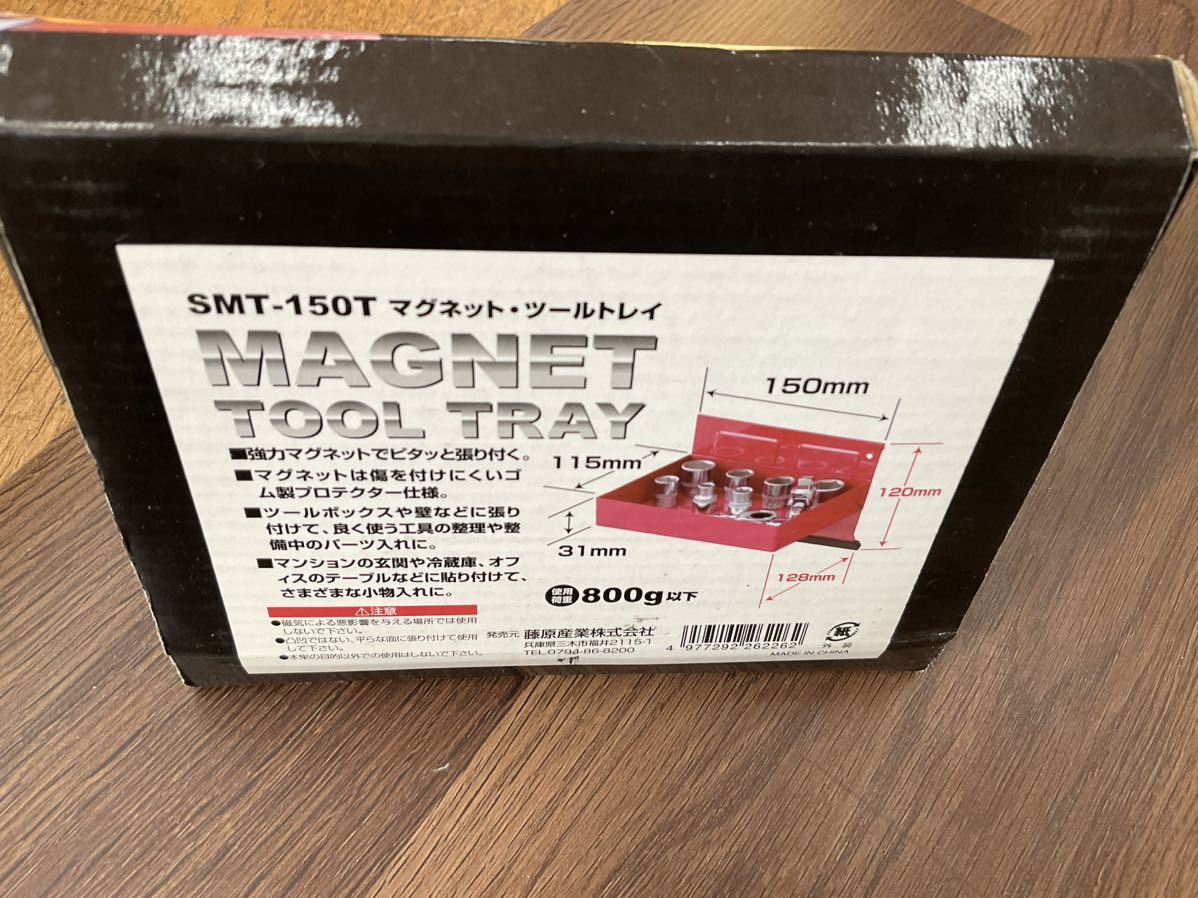 SMT-150T マグネット・ツールトレイ
MAGNET
TOOL TRAY
■強力マグネットでピタッと張り付く。
■マグネットは傷を付けにくいゴ
ム製プロテクター仕様。
■ツールボックスや壁などに張り
付けて、良く使う工具の整理や整
備中のパーツ入れに。
■マンションの玄関や冷蔵庫、オフ
ィスのテーブルなどに貼り付けて、
さまざまな小物入れに。
⚠注意
●磁気による悪影響を与える場所では使用
しないで下さい。
●凸凹ではない、平らな面に張り付けて使用
して下さい。
●本来の目的以外での使用はしないで下さい。
150mm
115mm
120mm
31mm
128mm
使用
荷重 800g以下
発売元 藤原産業株式会社
兵庫県三木市福井2115-1
TEL.0794-86-8200
4 977292 262262
紙
外装
MADE IN CHINA